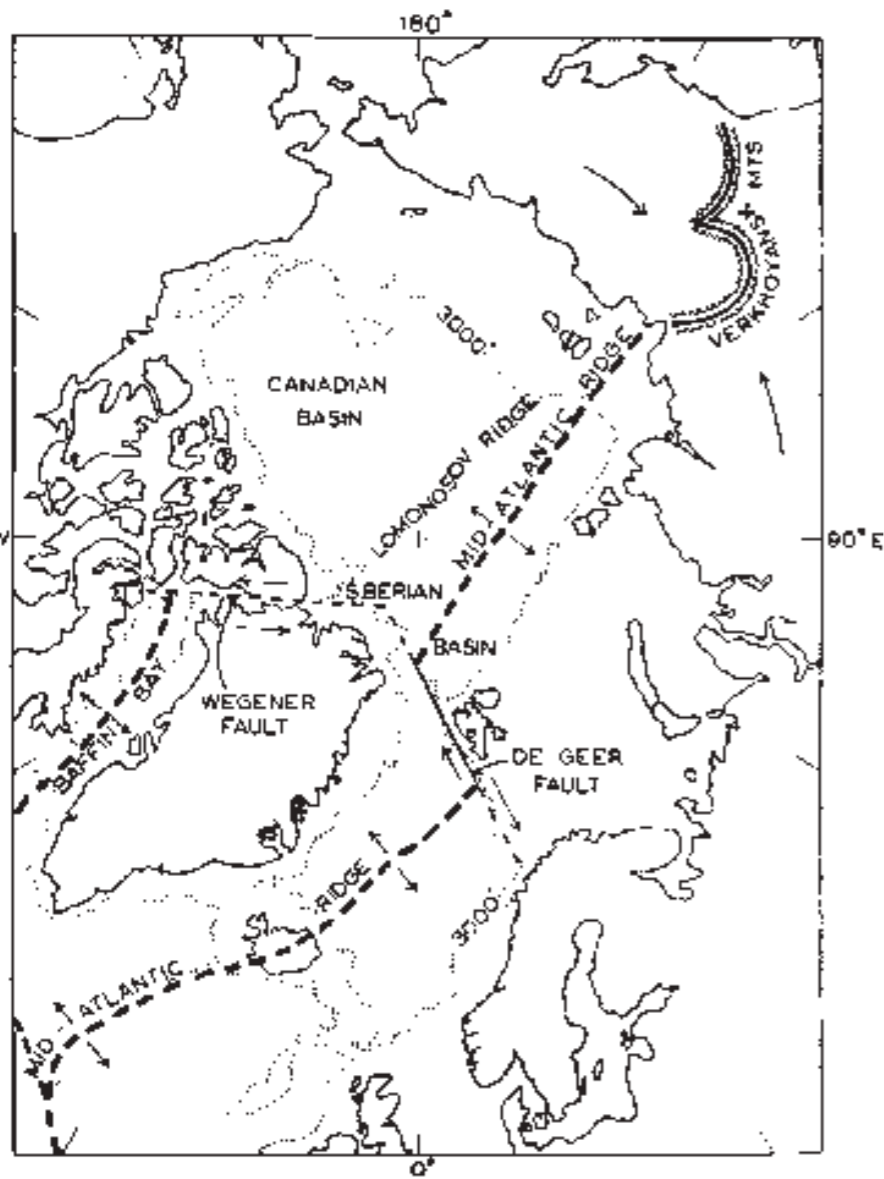 180°
MTS
VERKHOYANSK
3000'
CANADIAN
BASIN
LOMONOSOV RIDGE
MID ATLANTIC RIDGE
90° E
SIBERIAN
BASIN
BAFFIN BAY
WEGENER
FAULT
DE GEER
FAULT
MID ATLANTIC RIDGE
3000'
0°